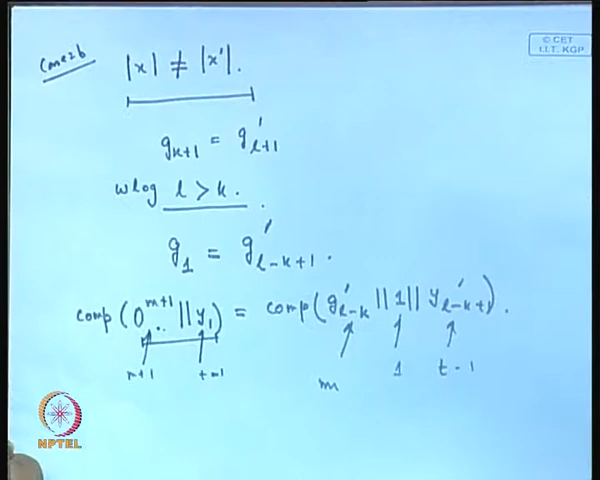 © CET
I.I.T. KGP
Case 2b
|x| ≠ |x'|.
g_{k+1} = g'_{l+1}
wlog l > k.
g_1 = g'_{l-k+1}.
comp(0^{m+1} || y_1) = comp(g'_{l-k} || 1 || y'_{l-k+1}).
m+1 t-1 m 1 t-1
NPTEL